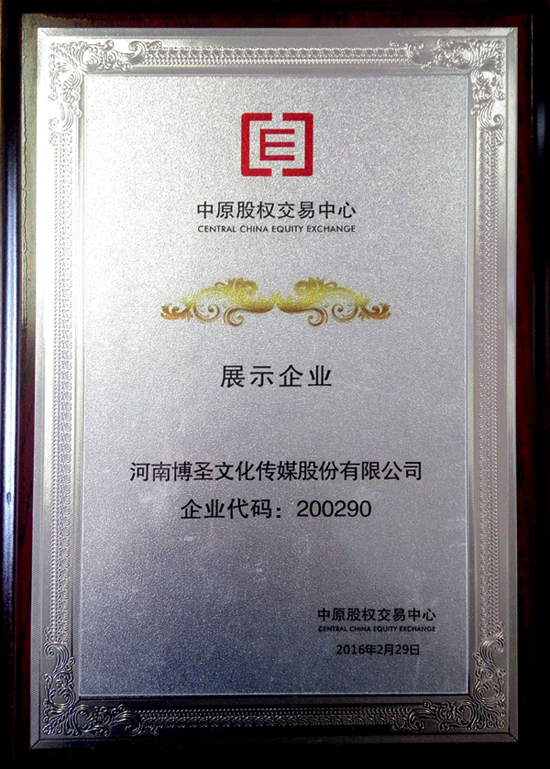 中原股权交易中心
CENTRAL CHINA EQUITY EXCHANGE
展示企业
河南博圣文化传媒股份有限公司
企业代码：200290
中原股权交易中心
CENTRAL CHINA EQUITY EXCHANGE
2016年2月29日